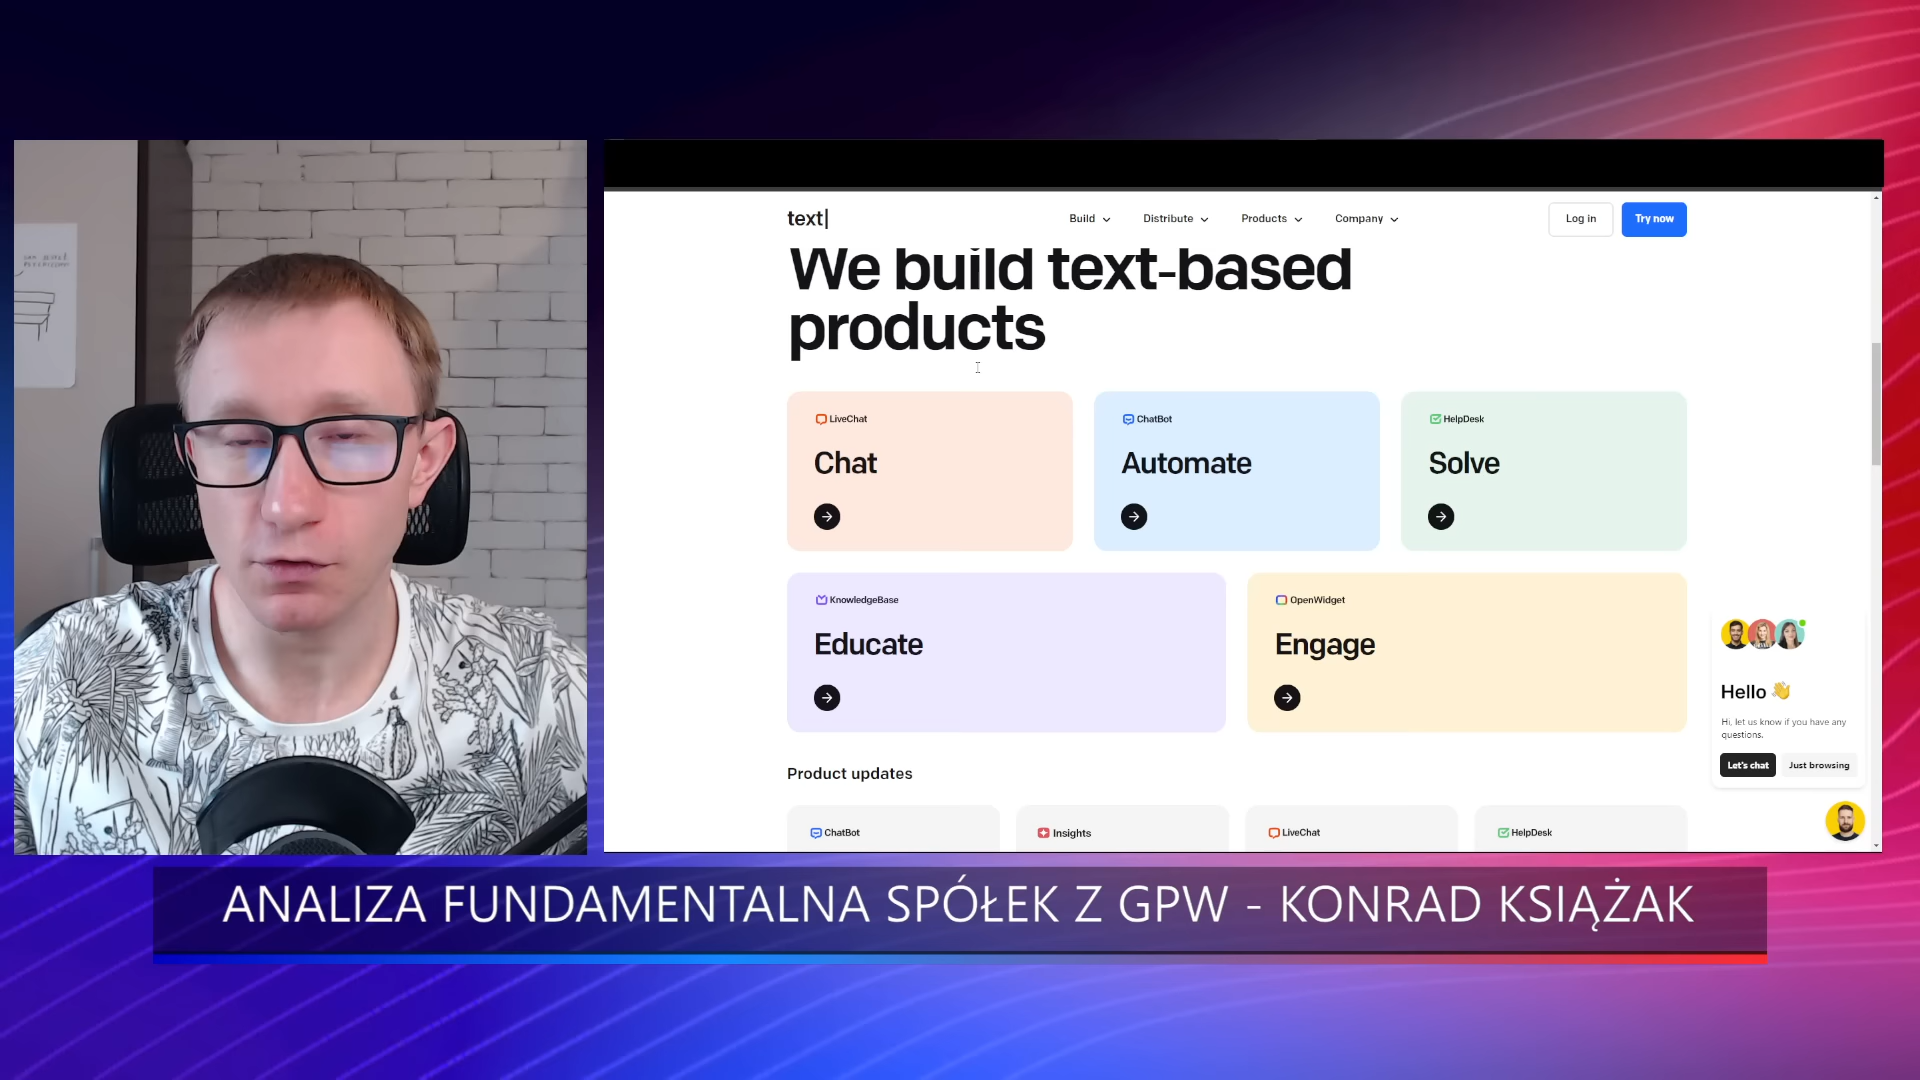 text|
Build
Distribute
Products
Company
Log in
Try now
We build text-based
products
LiveChat
Chat
ChatBot
Automate
HelpDesk
Solve
KnowledgeBase
Educate
OpenWidget
Engage
Hello 👋
Hi, let us know if you have any
questions.
Let's chat
Just browsing
Product updates
ChatBot
Insights
LiveChat
HelpDesk
ANALIZA FUNDAMENTALNA SPÓŁEK Z GPW - KONRAD KSIĄŻAK